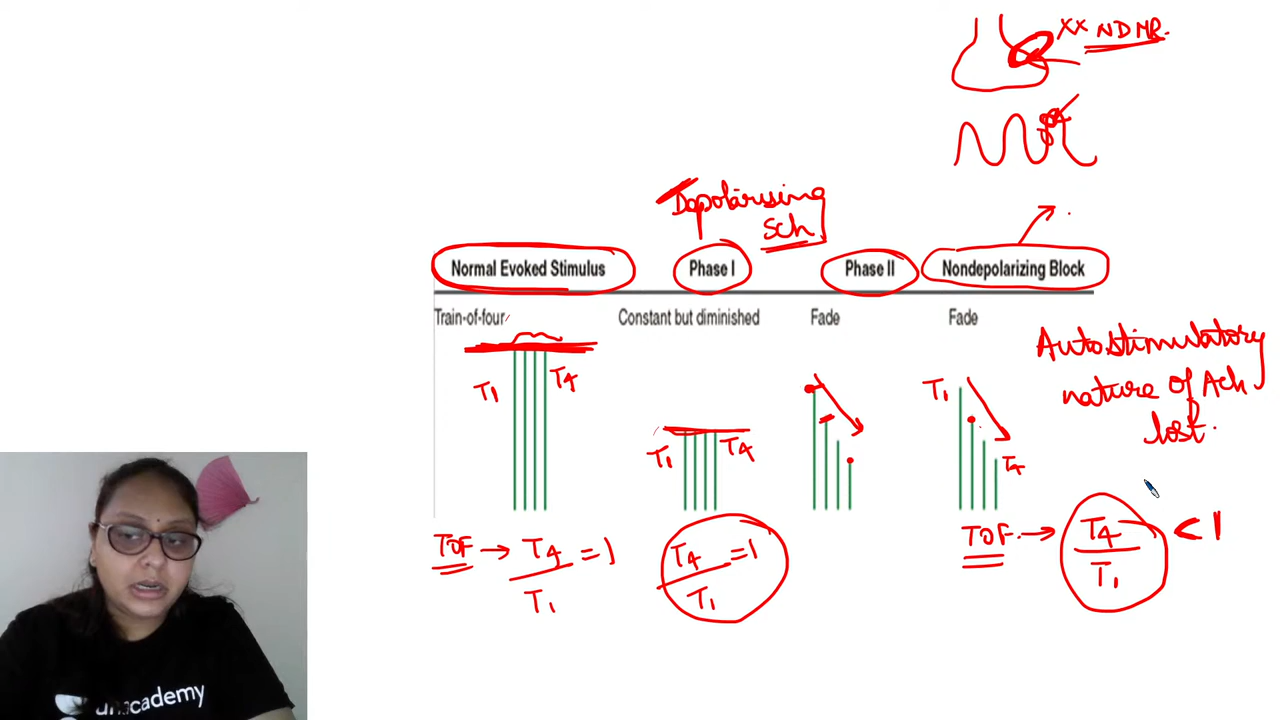 XX NDMR.
Depolarising
Sch
Normal Evoked Stimulus Phase I Phase II Nondepolarizing Block
Train-of-four Constant but diminished Fade Fade
T1 T4
T1 T4
T1
T4
Autostimulatory
nature of Ach
lost.
TOF → T4/T1 = 1
T4/T1 = 1
TOF. → T4/T1 < 1
unacademy